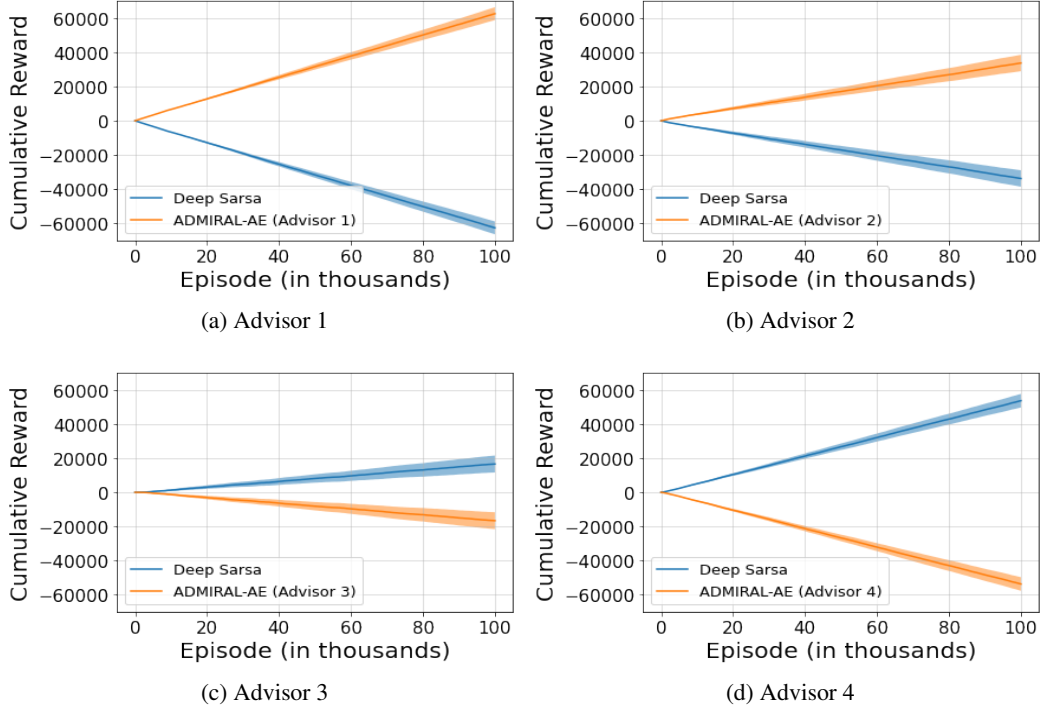 60000
40000
20000
0
−20000
−40000
−60000
Cumulative Reward
Deep Sarsa
ADMIRAL-AE (Advisor 1)
0 20 40 60 80 100
Episode (in thousands)
(a) Advisor 1
60000
40000
20000
0
−20000
−40000
−60000
Cumulative Reward
Deep Sarsa
ADMIRAL-AE (Advisor 2)
0 20 40 60 80 100
Episode (in thousands)
(b) Advisor 2
60000
40000
20000
0
−20000
−40000
−60000
Cumulative Reward
Deep Sarsa
ADMIRAL-AE (Advisor 3)
0 20 40 60 80 100
Episode (in thousands)
(c) Advisor 3
60000
40000
20000
0
−20000
−40000
−60000
Cumulative Reward
Deep Sarsa
ADMIRAL-AE (Advisor 4)
0 20 40 60 80 100
Episode (in thousands)
(d) Advisor 4